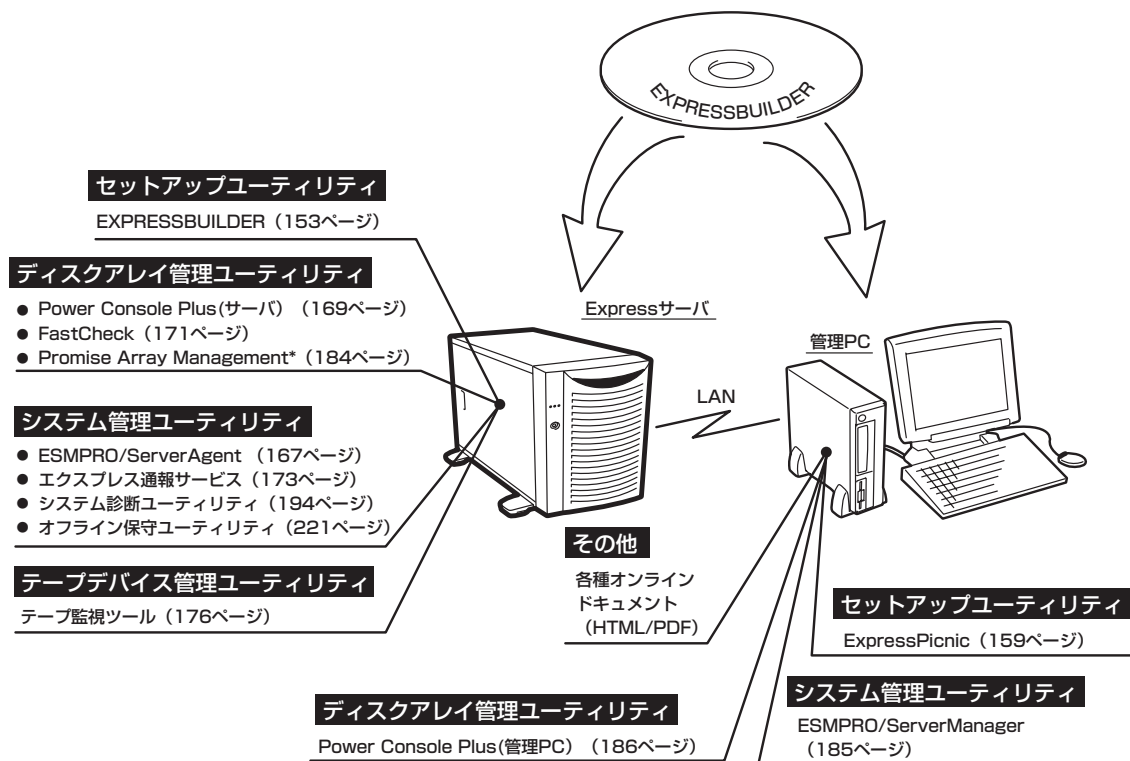 EXPRESSBUILDER
セットアップユーティリティ
EXPRESSBUILDER（153ページ）
ディスクアレイ管理ユーティリティ
● Power Console Plus(サーバ）（169ページ）
● FastCheck（171ページ）
● Promise Array Management*（184ページ）
システム管理ユーティリティ
● ESMPRO/ServerAgent （167ページ）
● エクスプレス通報サービス（173ページ）
● システム診断ユーティリティ（194ページ）
● オフライン保守ユーティリティ（221ページ）
テープデバイス管理ユーティリティ
テープ監視ツール（176ページ）
Expressサーバ
LAN
管理PC
その他
各種オンライン
ドキュメント
（HTML/PDF）
セットアップユーティリティ
ExpressPicnic（159ページ）
ディスクアレイ管理ユーティリティ
Power Console Plus(管理PC）（186ページ）
システム管理ユーティリティ
ESMPRO/ServerManager
（185ページ）